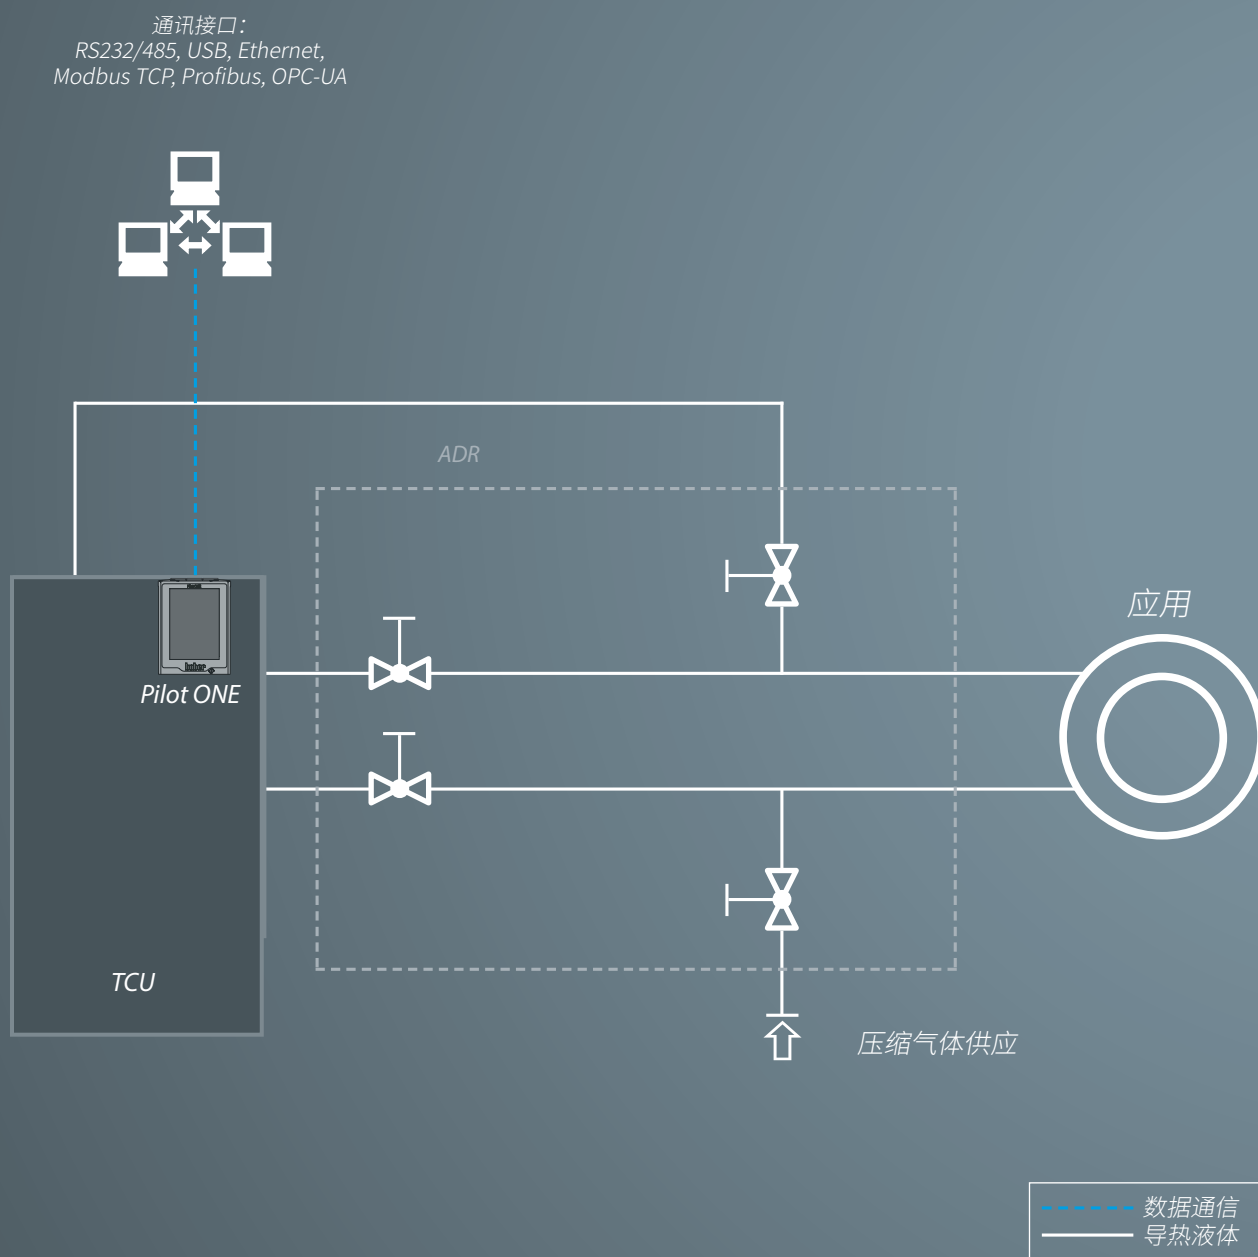 通讯接口：
RS232/485, USB, Ethernet,
Modbus TCP, Profibus, OPC-UA
ADR
应用
huber
Pilot ONE
TCU
压缩气体供应
数据通信
导热液体